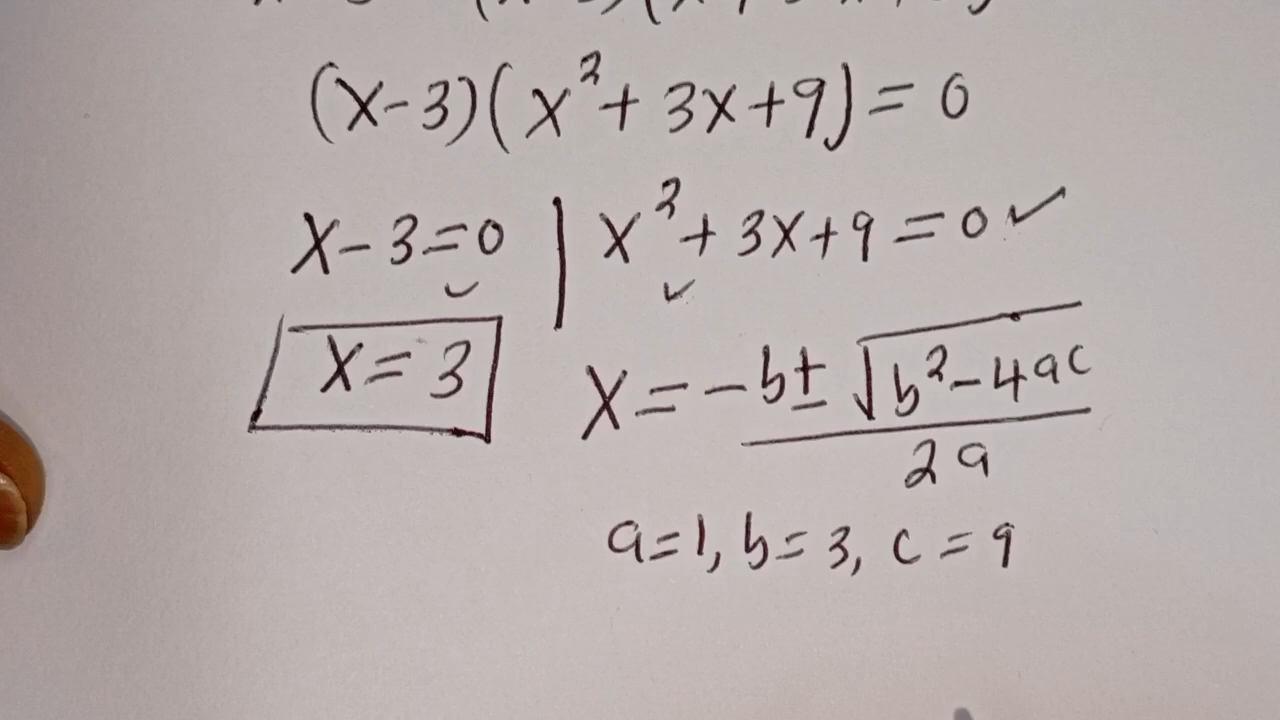 (x-3)(x²+3x+9)=0
x-3=0 | x²+3x+9=0 ✓
x=3
x=-b±√b²-4ac
2a
a=1, b=3, c=9